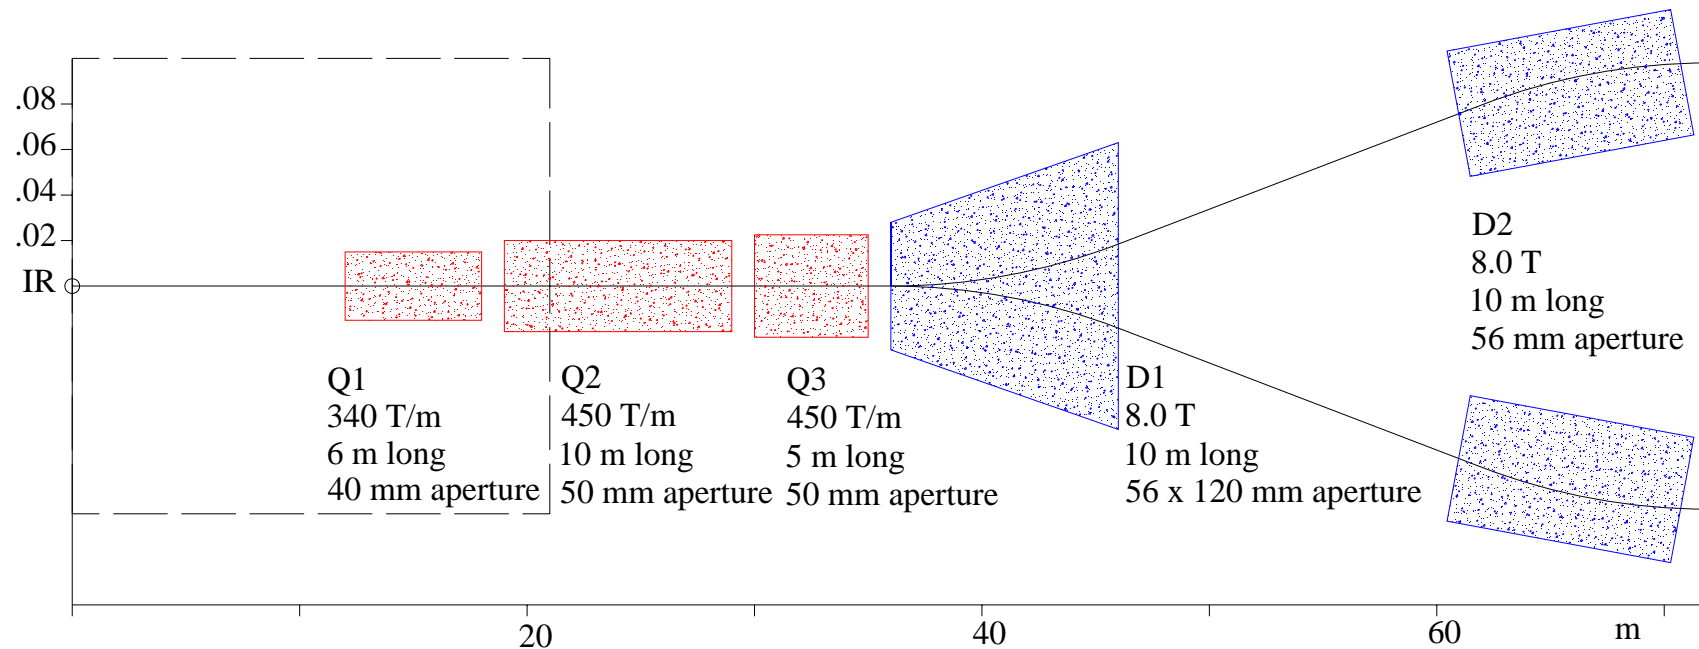 .08
.06
.04
.02
IR
Q1
340 T/m
6 m long
40 mm aperture
Q2
450 T/m
10 m long
50 mm aperture
Q3
450 T/m
5 m long
50 mm aperture
D1
8.0 T
10 m long
56 x 120 mm aperture
D2
8.0 T
10 m long
56 mm aperture
20
40
60
m